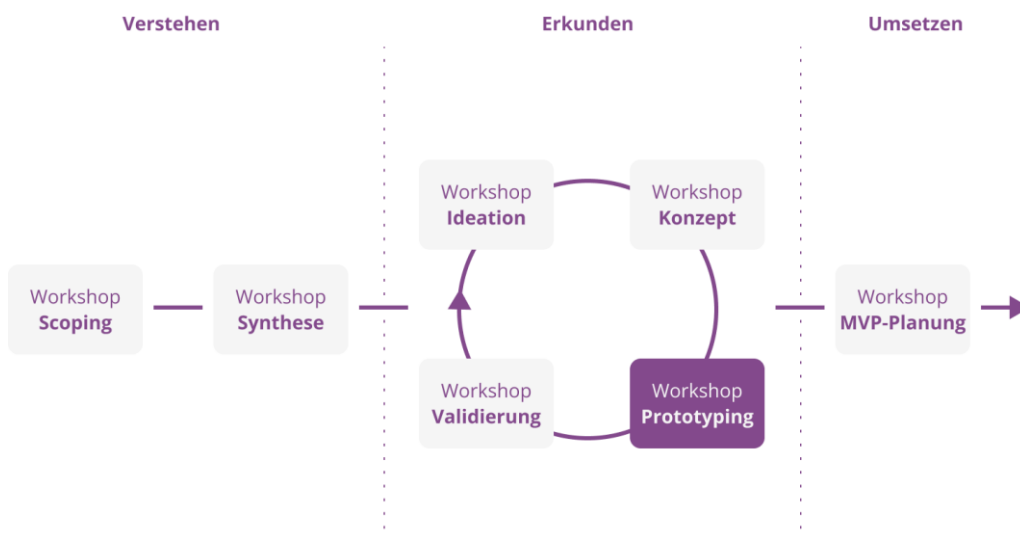 Verstehen
Erkunden
Umsetzen
Workshop
Scoping
Workshop
Synthese
Workshop
Ideation
Workshop
Konzept
Workshop
Validierung
Workshop
Prototyping
Workshop
MVP-Planung